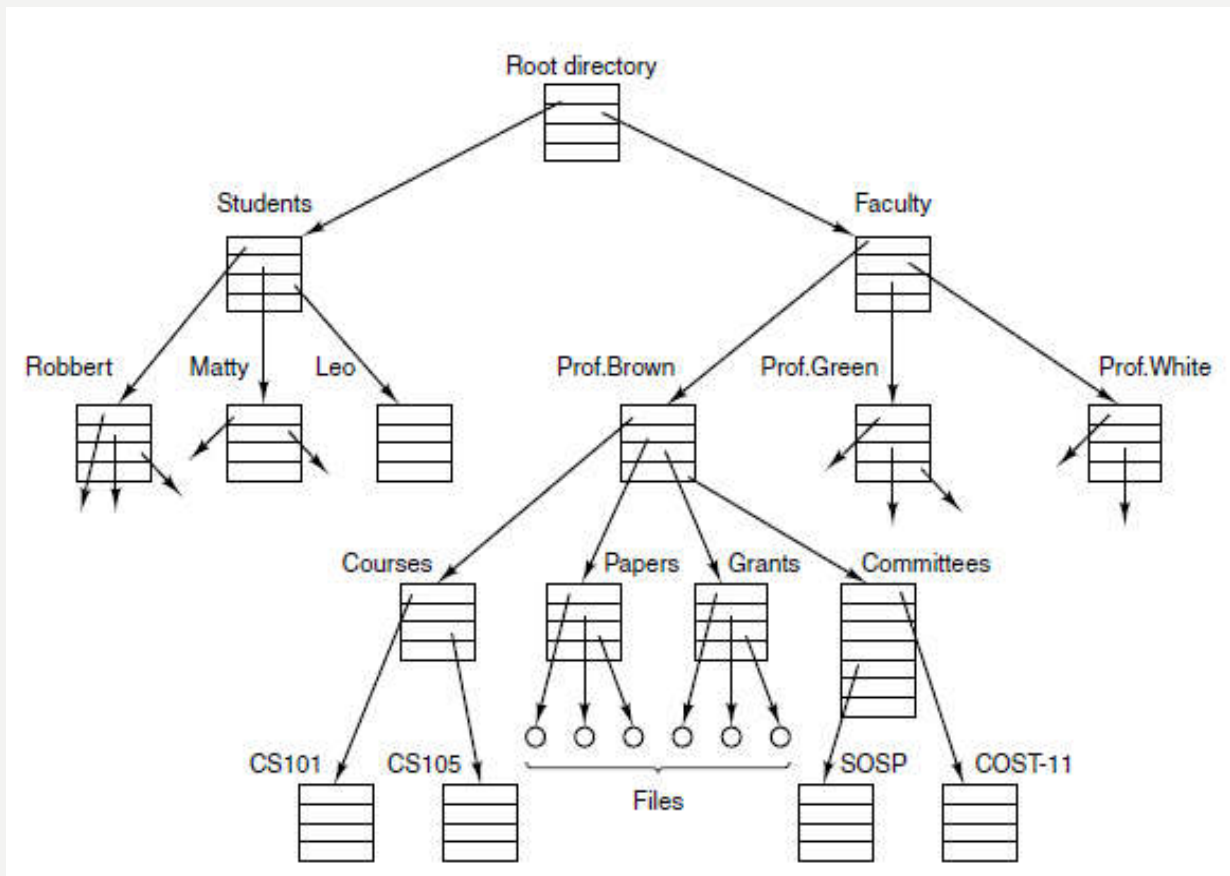 Root directory
Students
Faculty
Robbert
Matty
Leo
Prof.Brown
Prof.Green
Prof.White
Courses
Papers
Grants
Committees
CS101
CS105
SOSP
COST-11
Files